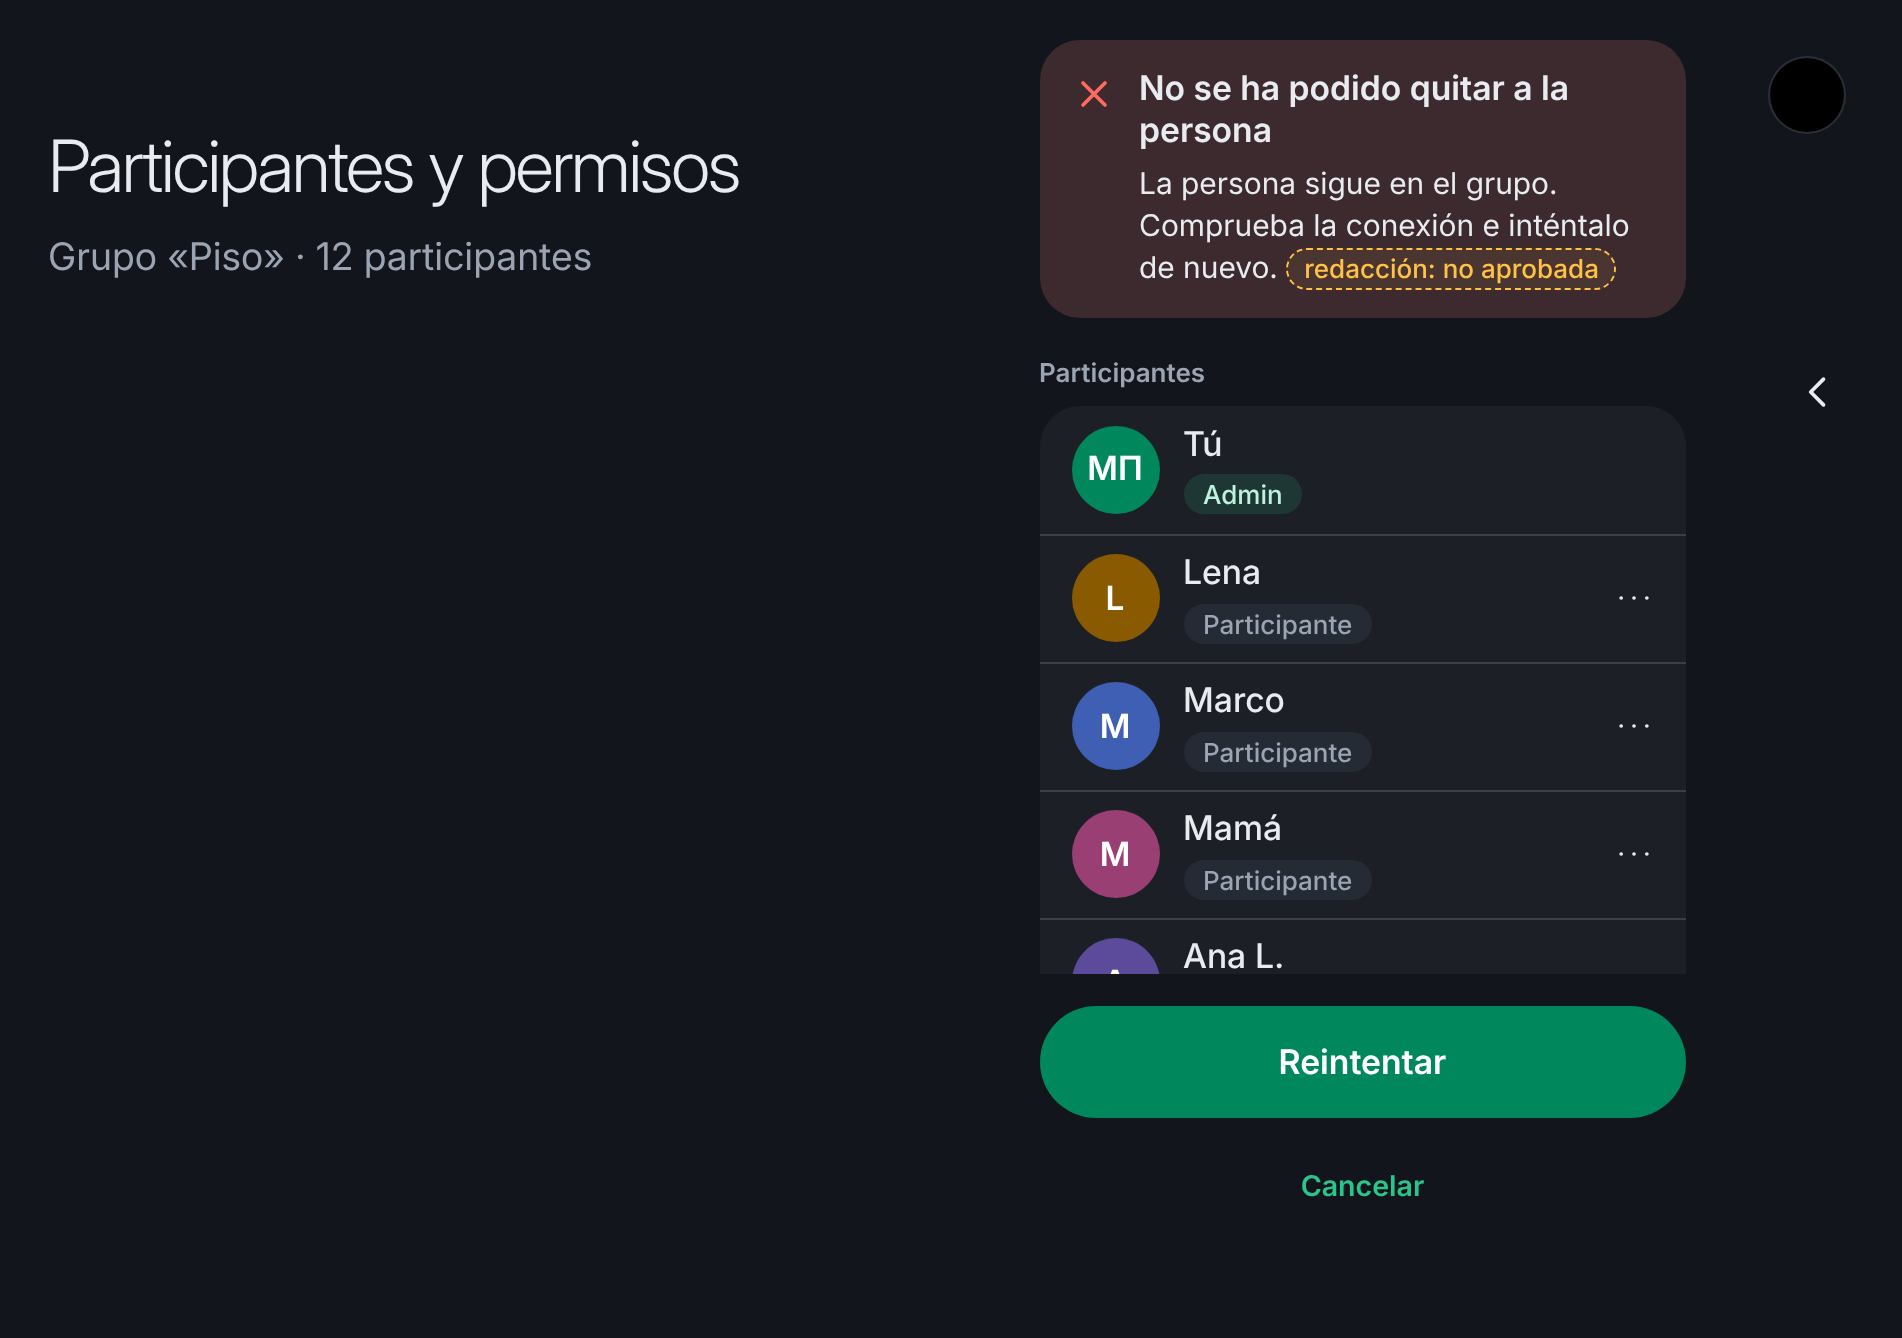 Participantes y permisos
Grupo «Piso» · 12 participantes
No se ha podido quitar a la
persona
La persona sigue en el grupo.
Comprueba la conexión e inténtalo
de nuevo. redacción: no aprobada
Participantes
МП
Tú
Admin
L
Lena
Participante
M
Marco
Participante
M
Mamá
Participante
A
Ana L.
Reintentar
Cancelar